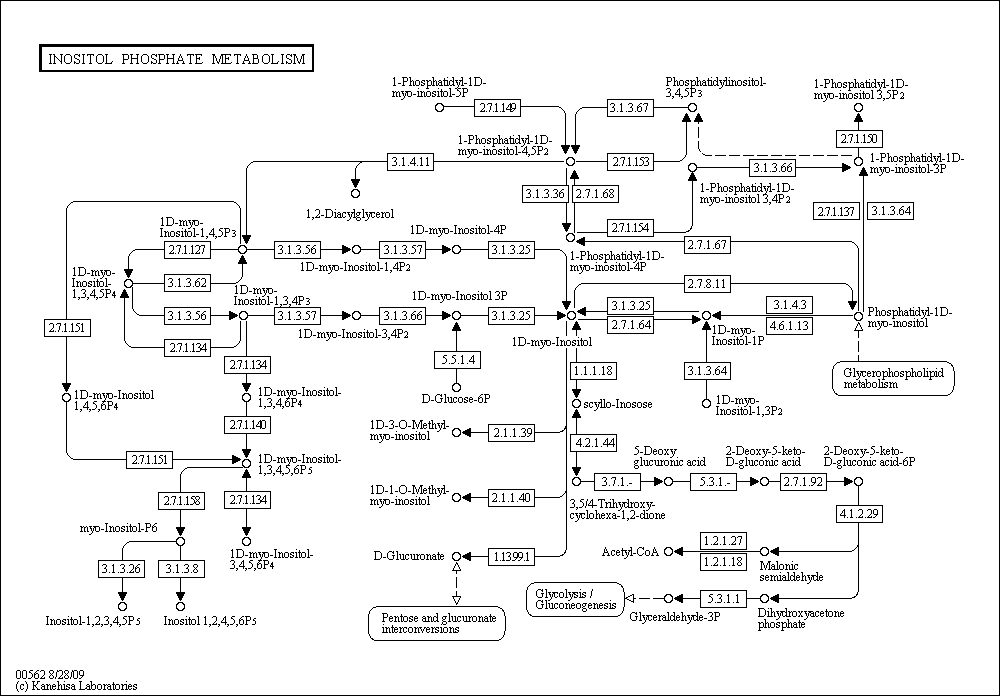 INOSITOL PHOSPHATE METABOLISM
1-Phosphatidyl-1D-
myo-inositol-5P
2.7.1.149
3.1.3.67
Phosphatidylinositol-
3,4,5P3
1-Phosphatidyl-1D-
myo-inositol 3,5P2
2.7.1.150
1-Phosphatidyl-1D-
myo-inositol-4,5P2
3.1.4.11
2.7.1.153
3.1.3.66
1-Phosphatidyl-1D-
myo-inositol-3P
1,2-Diacylglycerol
3.1.3.36
2.7.1.68
1-Phosphatidyl-1D-
myo-inositol 3,4P2
2.7.1.137
3.1.3.64
2.7.1.154
1D-myo-
Inositol-1,4,5P3
1D-myo-Inositol-4P
2.7.1.127
3.1.3.56
3.1.3.57
3.1.3.25
2.7.1.67
1D-myo-Inositol-1,4P2
1-Phosphatidyl-1D-
myo-inositol-4P
1D-myo-
Inositol-
1,3,4,5P4
3.1.3.62
2.7.8.11
1D-myo-
Inositol-1,3,4P3
1D-myo-Inositol 3P
3.1.3.56
3.1.3.57
3.1.3.66
3.1.3.25
3.1.3.25
3.1.4.3
2.7.1.64
4.6.1.13
Phosphatidyl-1D-
myo-inositol
2.7.1.151
1D-myo-Inositol-3,4P2
1D-myo-Inositol
1D-myo-
Inositol-1P
2.7.1.134
2.7.1.134
5.5.1.4
1.1.1.18
3.1.3.64
Glycerophospholipid
metabolism
1D-myo-Inositol
1,4,5,6P4
1D-myo-Inositol-
1,3,4,6P4
D-Glucose-6P
scyllo-Inosose
1D-myo-
Inositol-1,3P2
2.7.1.140
1D-3-O-Methyl-
myo-inositol
2.1.1.39
4.2.1.44
2.7.1.151
1D-myo-Inositol-
1,3,4,5,6P5
5-Deoxy
glucuronic acid
2-Deoxy-5-keto-
D-gluconic acid
2-Deoxy-5-keto-
D-gluconic acid-6P
3.7.1.-
5.3.1.-
2.7.1.92
2.7.1.158
2.7.1.134
1D-1-O-Methyl-
myo-inositol
2.1.1.40
3,5/4-Trihydroxy-
cyclohexa-1,2-dione
4.1.2.29
myo-Inositol-P6
1D-myo-Inositol-
3,4,5,6P4
D-Glucuronate
1.13.99.1
Acetyl-CoA
1.2.1.27
1.2.1.18
Malonic
semialdehyde
3.1.3.26
3.1.3.8
Glycolysis /
Gluconeogenesis
5.3.1.1
Inositol-1,2,3,4,5P5
Inositol 1,2,4,5,6P5
Pentose and glucuronate
interconversions
Glyceraldehyde-3P
Dihydroxyacetone
phosphate
00562 8/28/09
(c) Kanehisa Laboratories